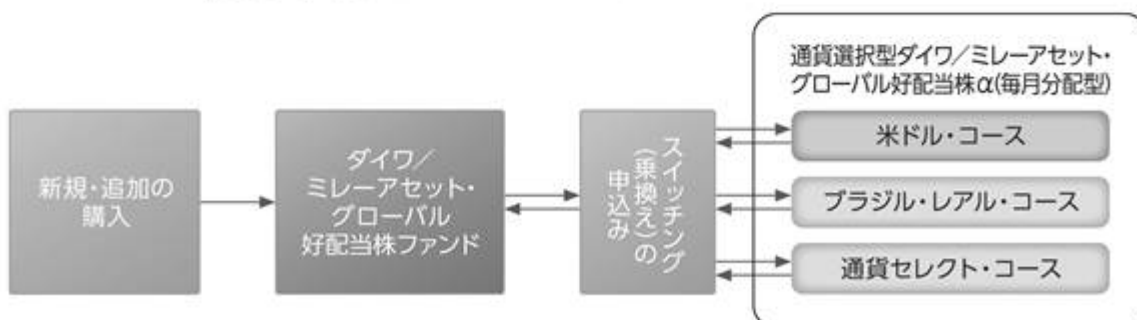 新規・追加の
購入
ダイワ/
ミレーアセット・
グローバル
好配当株ファンド
スイッチング
(乗換え)の
申込み
通貨選択型ダイワ/ミレーアセット・
グローバル好配当株α(毎月分配型)
米ドル・コース
ブラジル・レアル・コース
通貨セレクト・コース